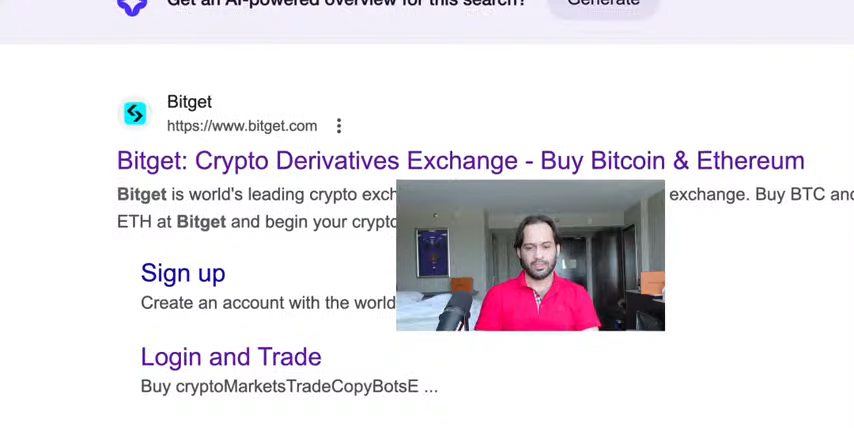 Get an AI-powered overview for this search?
Generate
Bitget
https://www.bitget.com
Bitget: Crypto Derivatives Exchange - Buy Bitcoin & Ethereum
Bitget is world's leading crypto exch exchange. Buy BTC and
ETH at Bitget and begin your crypto
Sign up
Create an account with the world
Login and Trade
Buy cryptoMarketsTradeCopyBotsE ...